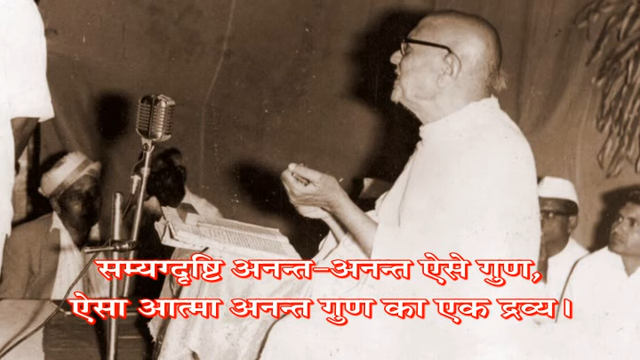 सम्यग्दृष्टि अनन्त-अनन्त ऐसे गुण,
ऐसा आत्मा अनन्त गुण का एक द्रव्य।